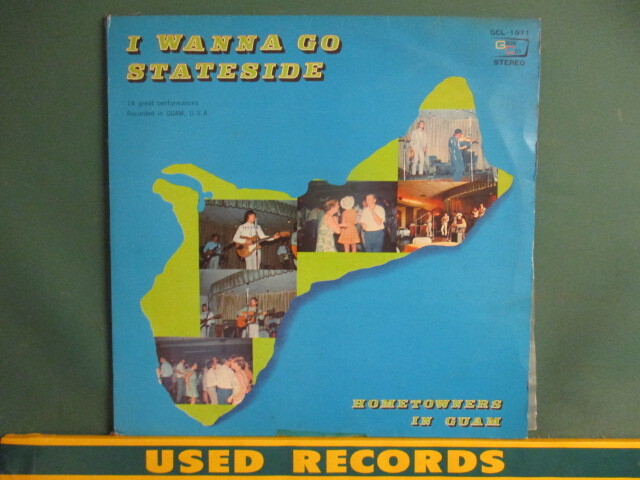 I WANNA GO
STATESIDE
GCL-1971
STEREO
14 great performances
Recorded in GUAM, U.S.A.
HOMETOWNERS
IN GUAM
USED RECORDS